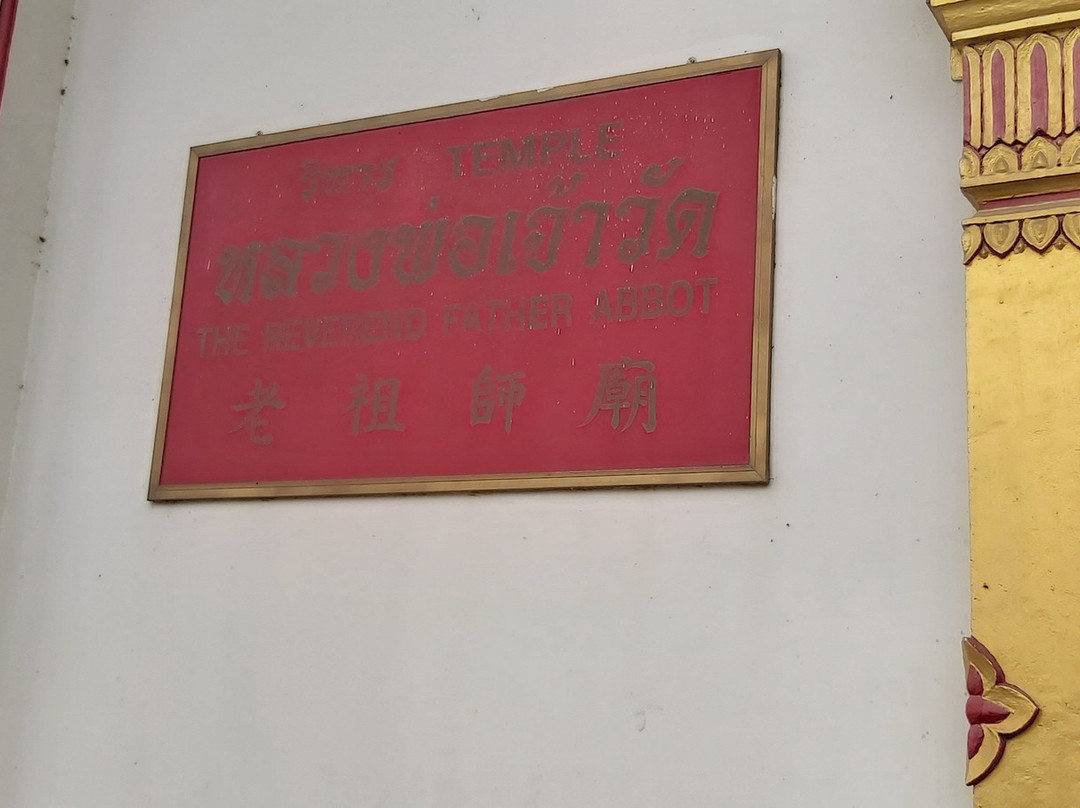 วิหาร TEMPLE
หลวงพ่อเจ้าวัด
THE REVEREND FATHER ABBOT
老祖師廟